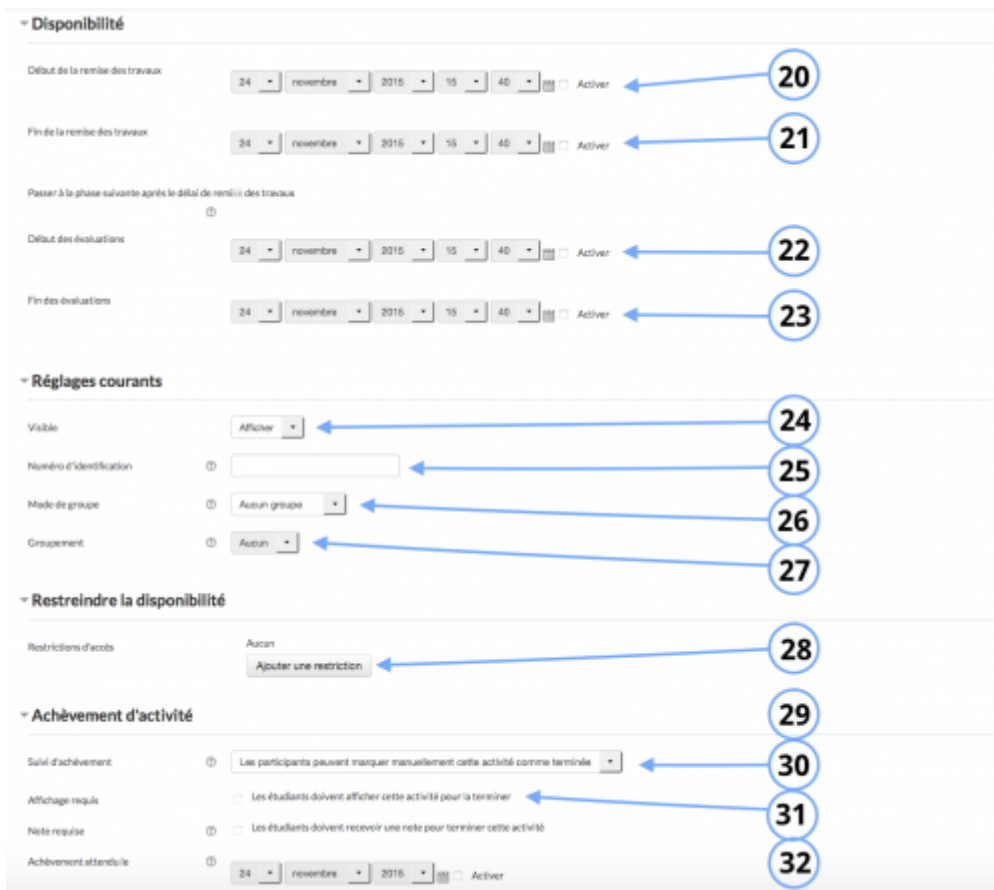 Disponibilité
Début de la remise des travaux
24 novembre 2015 15 40 Activer
20
Fin de la remise des travaux
24 novembre 2015 15 40 Activer
21
Passer à la phase suivante après le délai de remise des travaux
Début des évaluations
24 novembre 2015 15 40 Activer
22
Fin des évaluations
24 novembre 2015 15 40 Activer
23
Réglages courants
Visible Afficher
24
Numéro d'identification
25
Mode de groupe Aucun groupe
26
Groupement Aucun
27
Restreindre la disponibilité
Restrictions d'accès Aucun
Ajouter une restriction
28
Achèvement d'activité
29
Suivi d'achèvement Les participants peuvent marquer manuellement cette activité comme terminée
30
Affichage requis Les étudiants doivent afficher cette activité pour la terminer
31
Note requise Les étudiants doivent recevoir une note pour terminer cette activité
Achèvement attendu le
24 novembre 2015 Activer
32